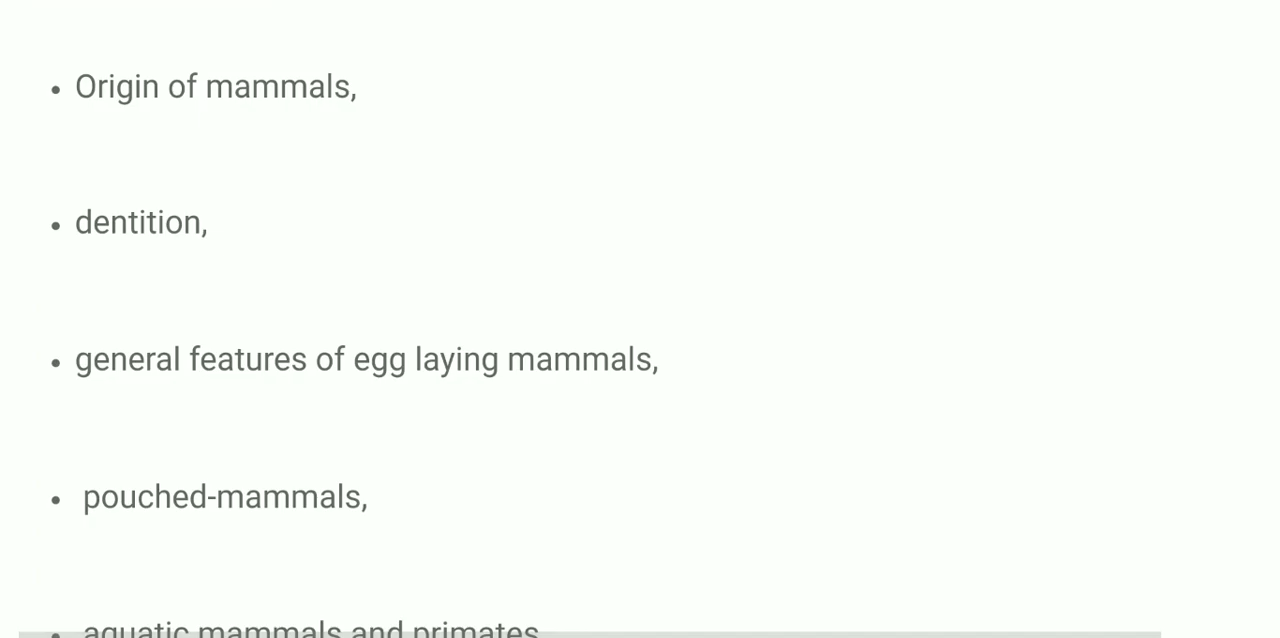 • Origin of mammals,
• dentition,
• general features of egg laying mammals,
• pouched-mammals,
• aquatic mammals and primates